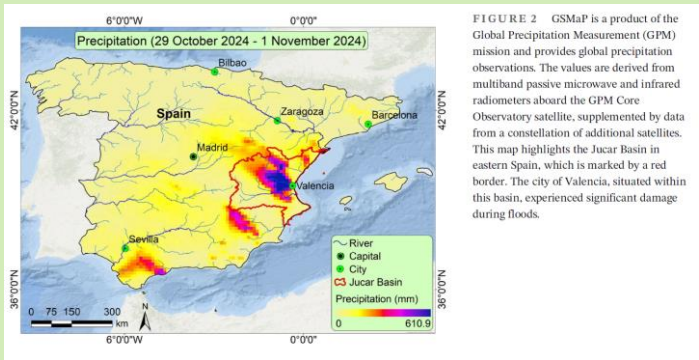 6°0'0"W
0°0'0"
Precipitation (29 October 2024 - 1 November 2024)
Bilbao
Spain
Zaragoza
Barcelona
Madrid
Valencia
Sevilla
42°0'0"N
42°0'0"N
36°0'0"N
36°0'0"N
River
Capital
City
Jucar Basin
Precipitation (mm)
0
610.9
0 75 150 300
km
N
6°0'0"W
0°0'0"
FIGURE 2 GSMaP is a product of the
Global Precipitation Measurement (GPM)
mission and provides global precipitation
observations. The values are derived from
multiband passive microwave and infrared
radiometers aboard the GPM Core
Observatory satellite, supplemented by data
from a constellation of additional satellites.
This map highlights the Jucar Basin in
eastern Spain, which is marked by a red
border. The city of Valencia, situated within
this basin, experienced significant damage
during floods.